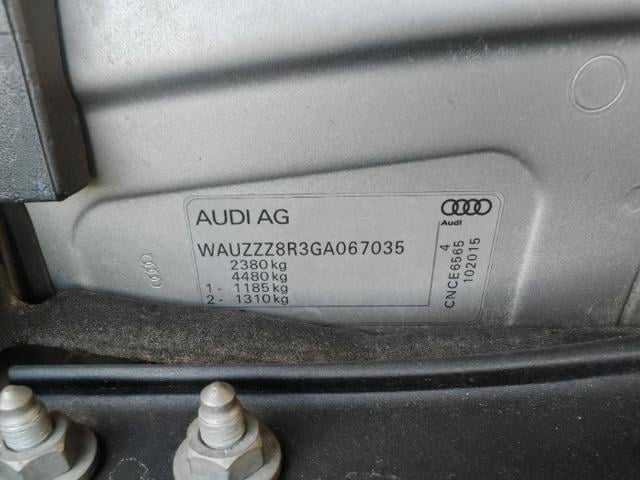 AUDI AG
Audi
WAUZZZ8R3GA067035
2380kg
4480kg
1- 1185kg
2- 1310kg
4
CNCE6565
102015